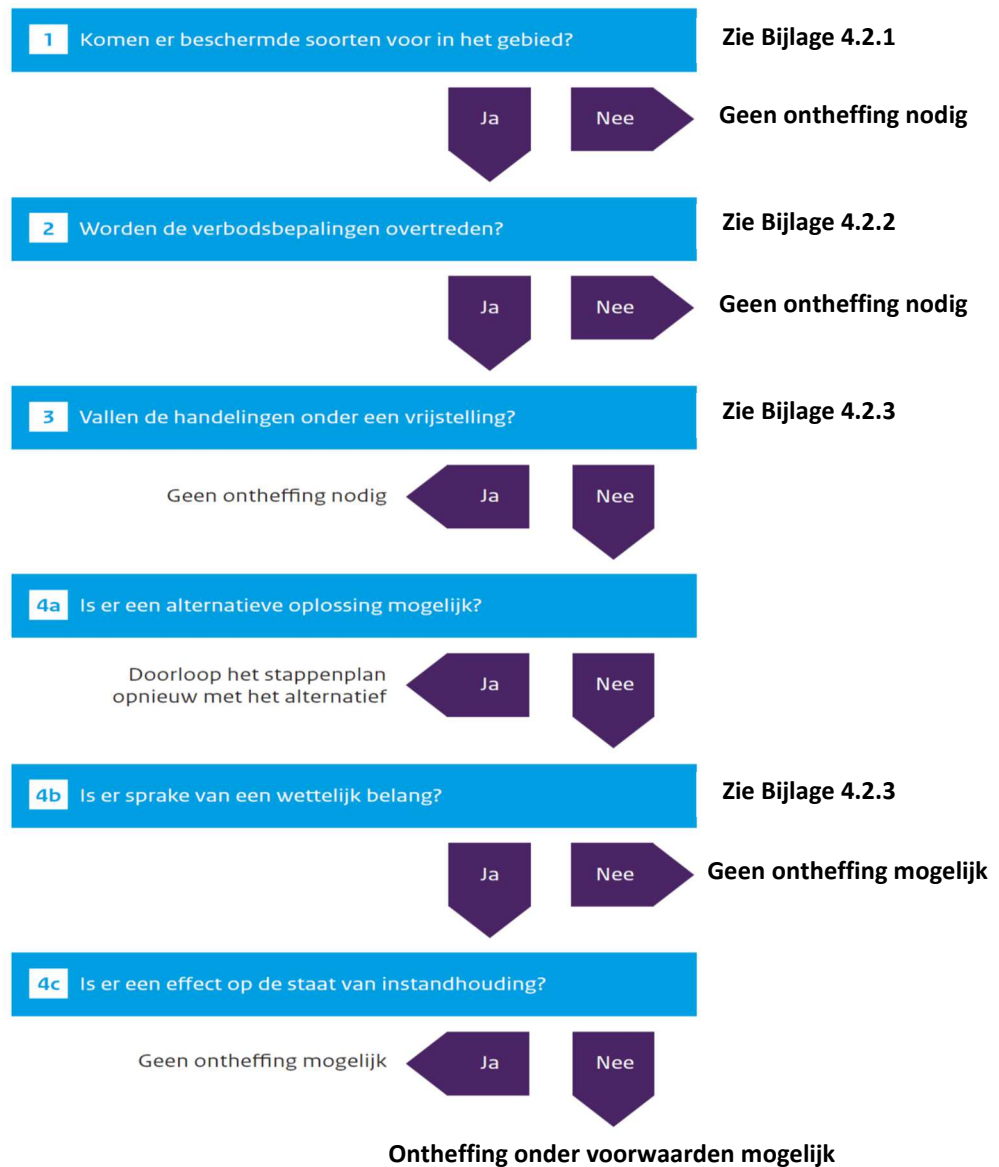 1 Komen er beschermde soorten voor in het gebied? Zie Bijlage 4.2.1
Ja Nee Geen ontheffing nodig
2 Worden de verbodsbepalingen overtreden? Zie Bijlage 4.2.2
Ja Nee Geen ontheffing nodig
3 Vallen de handelingen onder een vrijstelling? Zie Bijlage 4.2.3
Geen ontheffing nodig Ja Nee
4a Is er een alternatieve oplossing mogelijk?
Doorloop het stappenplan
opnieuw met het alternatief Ja Nee
4b Is er sprake van een wettelijk belang? Zie Bijlage 4.2.3
Ja Nee Geen ontheffing mogelijk
4c Is er een effect op de staat van instandhouding?
Geen ontheffing mogelijk Ja Nee
Ontheffing onder voorwaarden mogelijk